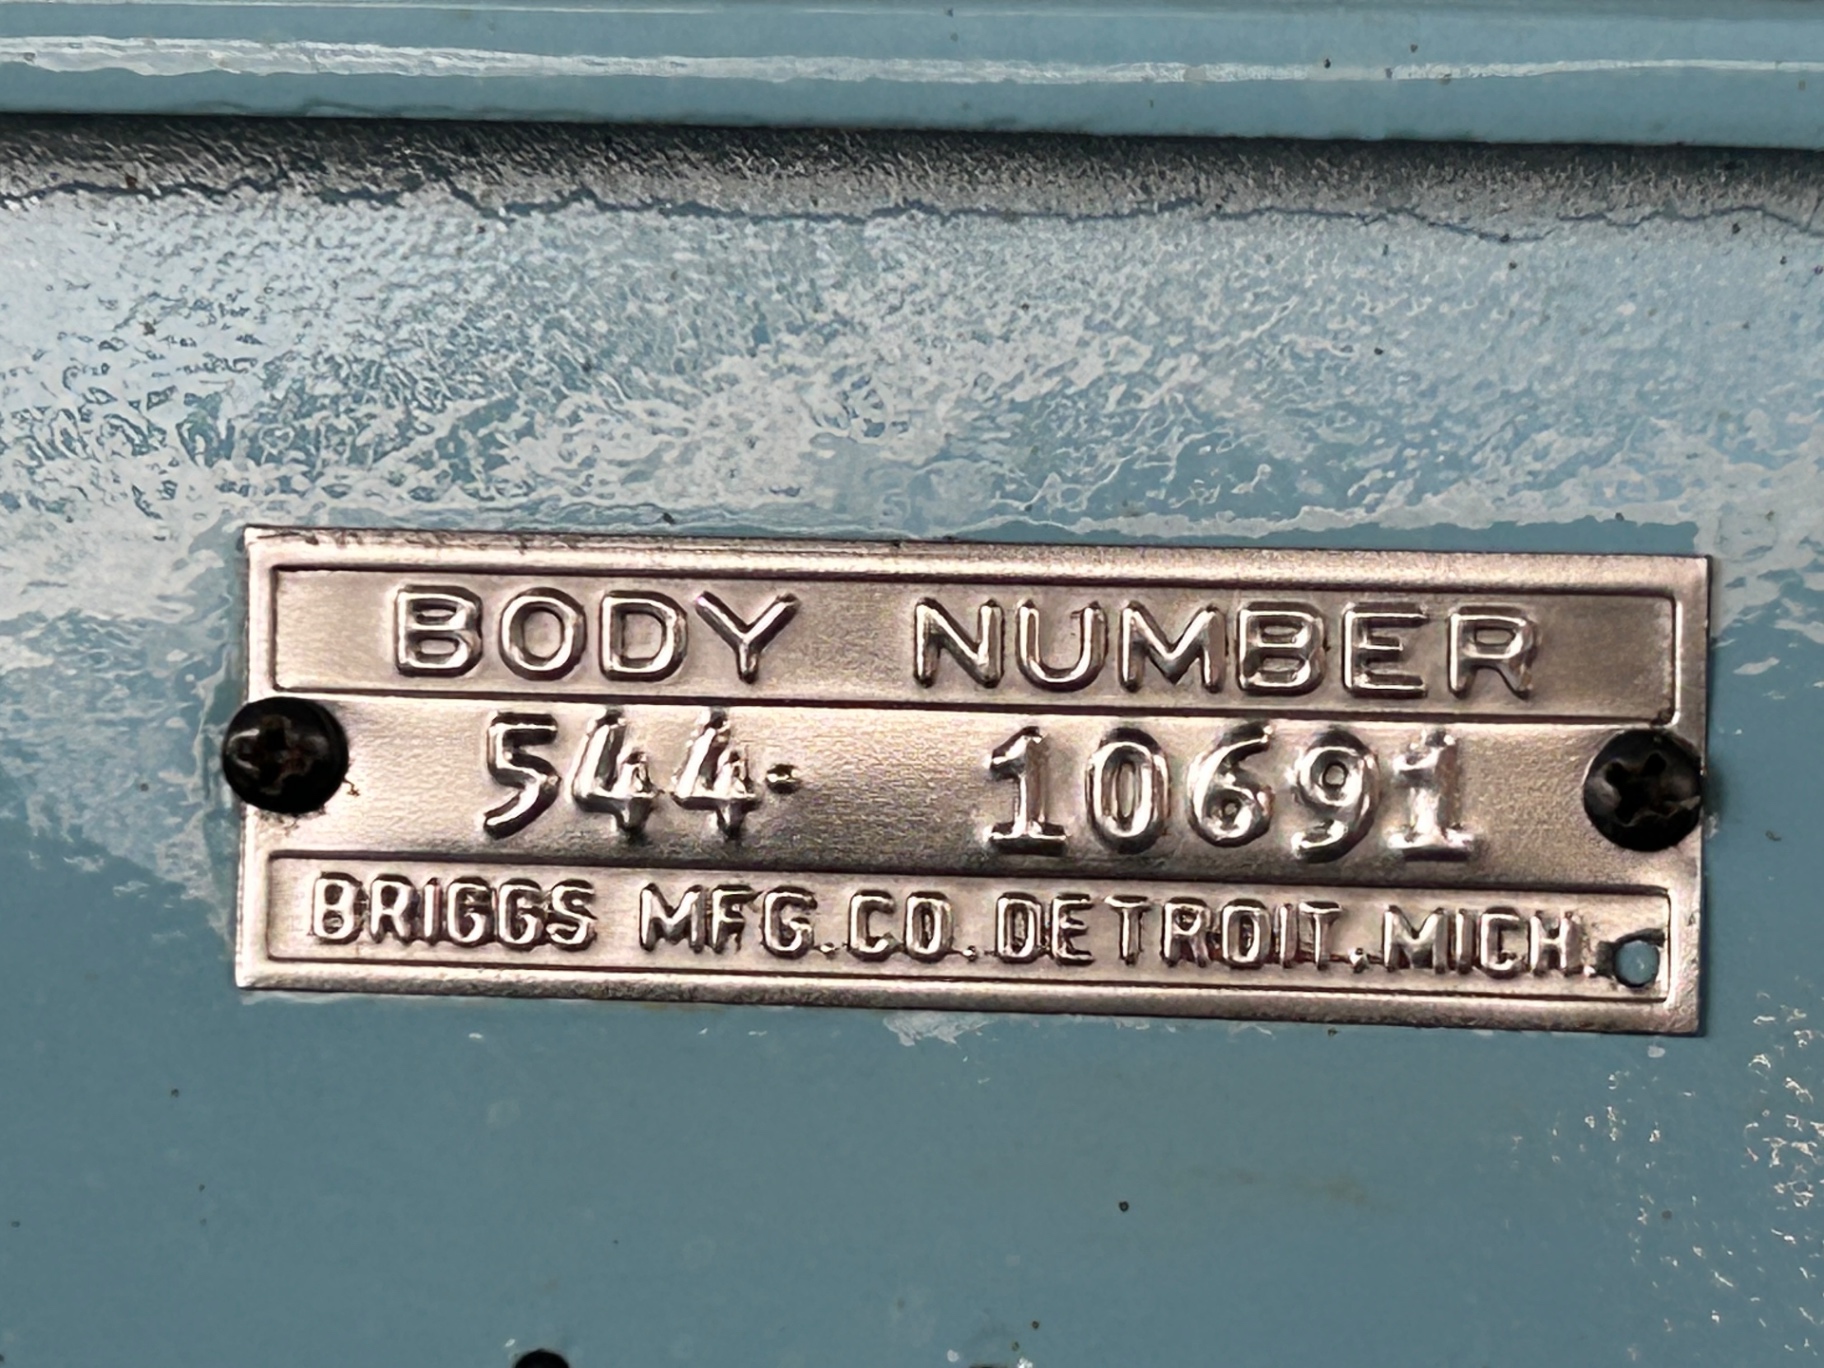 BODY NUMBER
544- 10691
BRIGGS MFG.CO. DETROIT, MICH.